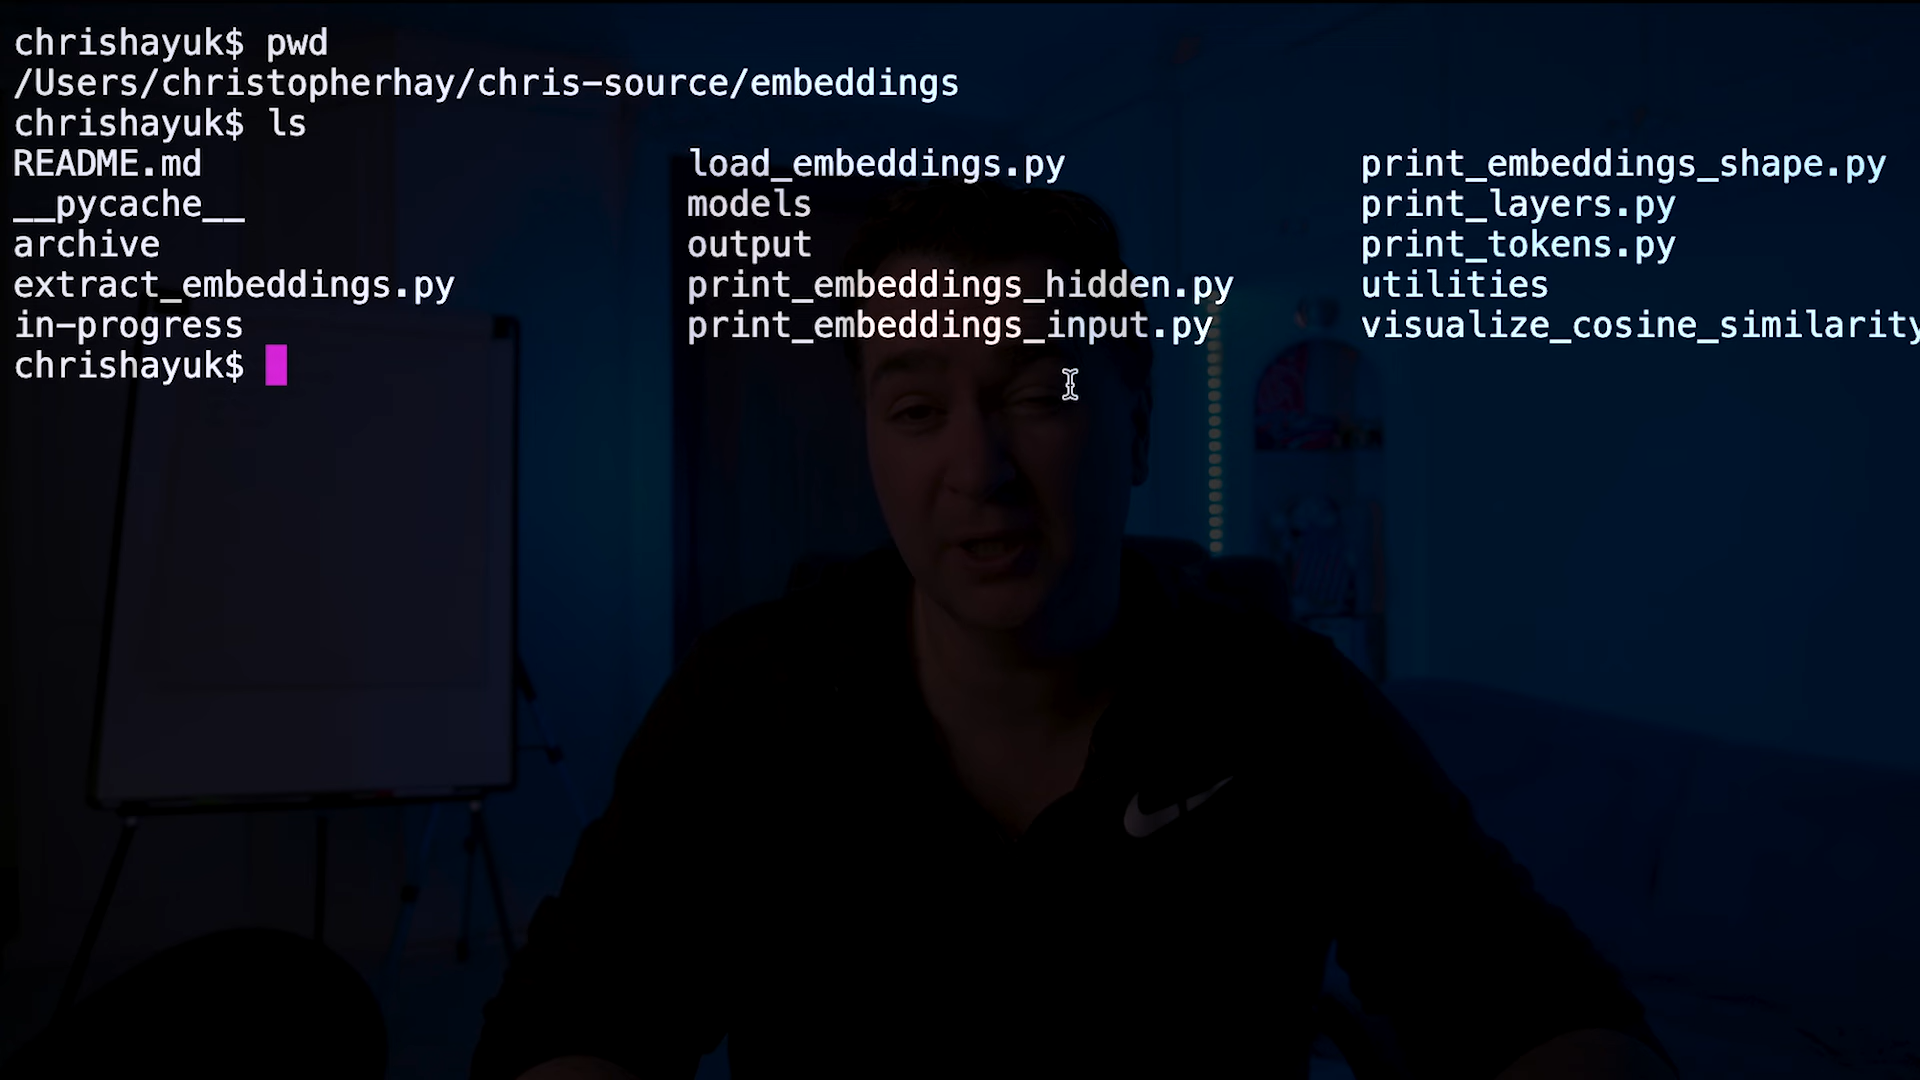 chrishayuk$ pwd
/Users/christopherhay/chris-source/embeddings
chrishayuk$ ls
README.md load_embeddings.py print_embeddings_shape.py
__pycache__ models print_layers.py
archive output print_tokens.py
extract_embeddings.py print_embeddings_hidden.py utilities
in-progress print_embeddings_input.py visualize_cosine_similarity
chrishayuk$